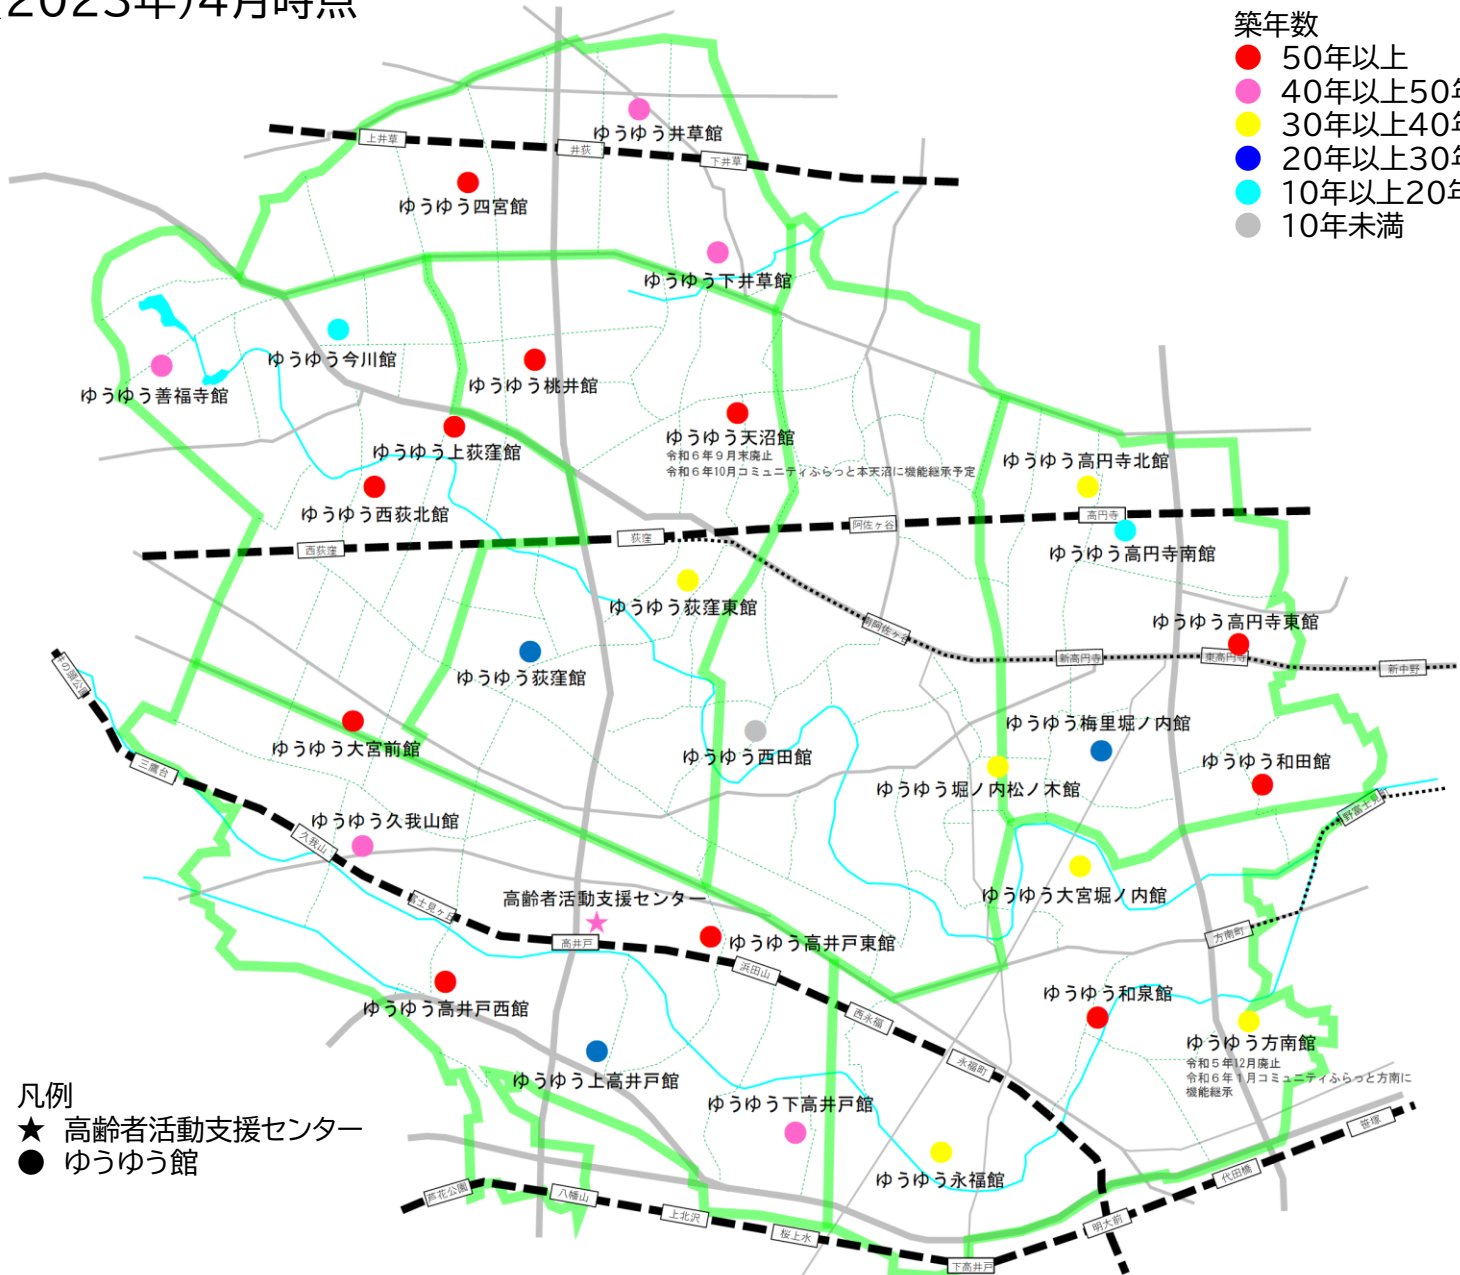 (2023年)4月時点
築年数
50年以上
40年以上50年
30年以上40年
20年以上30年
10年以上20年
10年未満
ゆうゆう井草館
上井草
井荻
下井草
ゆうゆう四宮館
ゆうゆう下井草館
ゆうゆう今川館
ゆうゆう善福寺館
ゆうゆう桃井館
ゆうゆう天沼館
令和6年9月末廃止
令和6年10月コミュニティふらっと本天沼に機能継承予定
ゆうゆう上荻窪館
ゆうゆう高円寺北館
ゆうゆう西荻北館
高円寺
阿佐ヶ谷
荻窪
西荻窪
ゆうゆう高円寺南館
ゆうゆう荻窪東館
ゆうゆう高円寺東館
南阿佐ヶ谷
新高円寺
東高円寺
新中野
井の頭公園
ゆうゆう荻窪館
ゆうゆう梅里堀ノ内館
ゆうゆう大宮前館
ゆうゆう西田館
ゆうゆう和田館
三鷹台
ゆうゆう堀ノ内松ノ木館
ゆうゆう久我山館
久我山
ゆうゆう大宮堀ノ内館
高齢者活動支援センター
富士見ヶ丘
高井戸
ゆうゆう高井戸東館
方南町
浜田山
ゆうゆう高井戸西館
ゆうゆう和泉館
西永福
ゆうゆう方南館
令和5年12月廃止
令和6年1月コミュニティふらっと方南に
機能継承
永福町
ゆうゆう上高井戸館
ゆうゆう下高井戸館
凡例
高齢者活動支援センター
ゆうゆう館
笹塚
代田橋
ゆうゆう永福館
芦花公園
八幡山
上北沢
桜上水
明大前
下高井戸